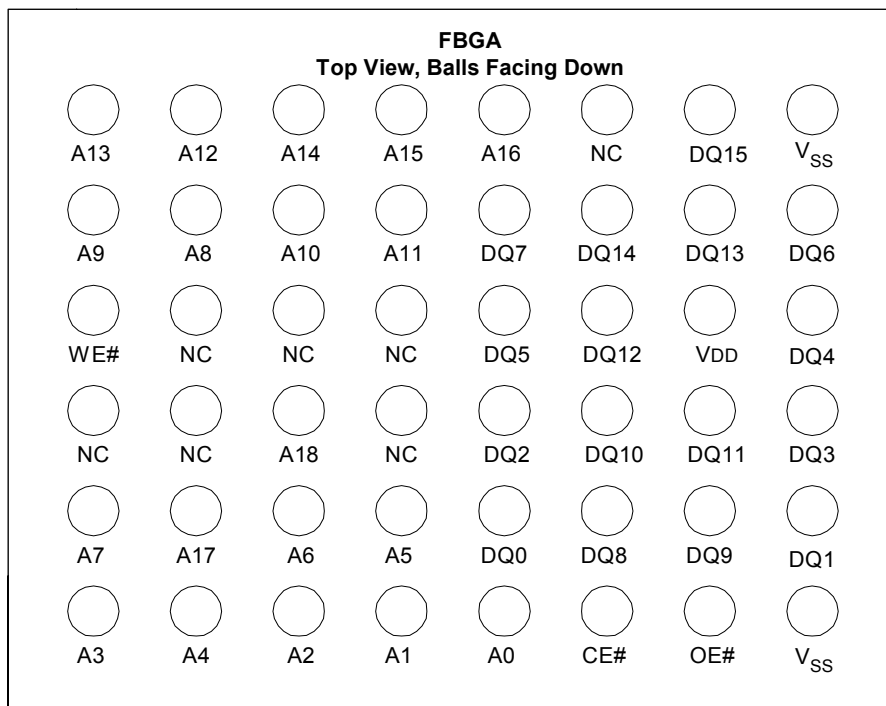 FBGA
Top View, Balls Facing Down
A13 A12 A14 A15 A16 NC DQ15 VSS
A9 A8 A10 A11 DQ7 DQ14 DQ13 DQ6
WE# NC NC NC DQ5 DQ12 VDD DQ4
NC NC A18 NC DQ2 DQ10 DQ11 DQ3
A7 A17 A6 A5 DQ0 DQ8 DQ9 DQ1
A3 A4 A2 A1 A0 CE# OE# VSS